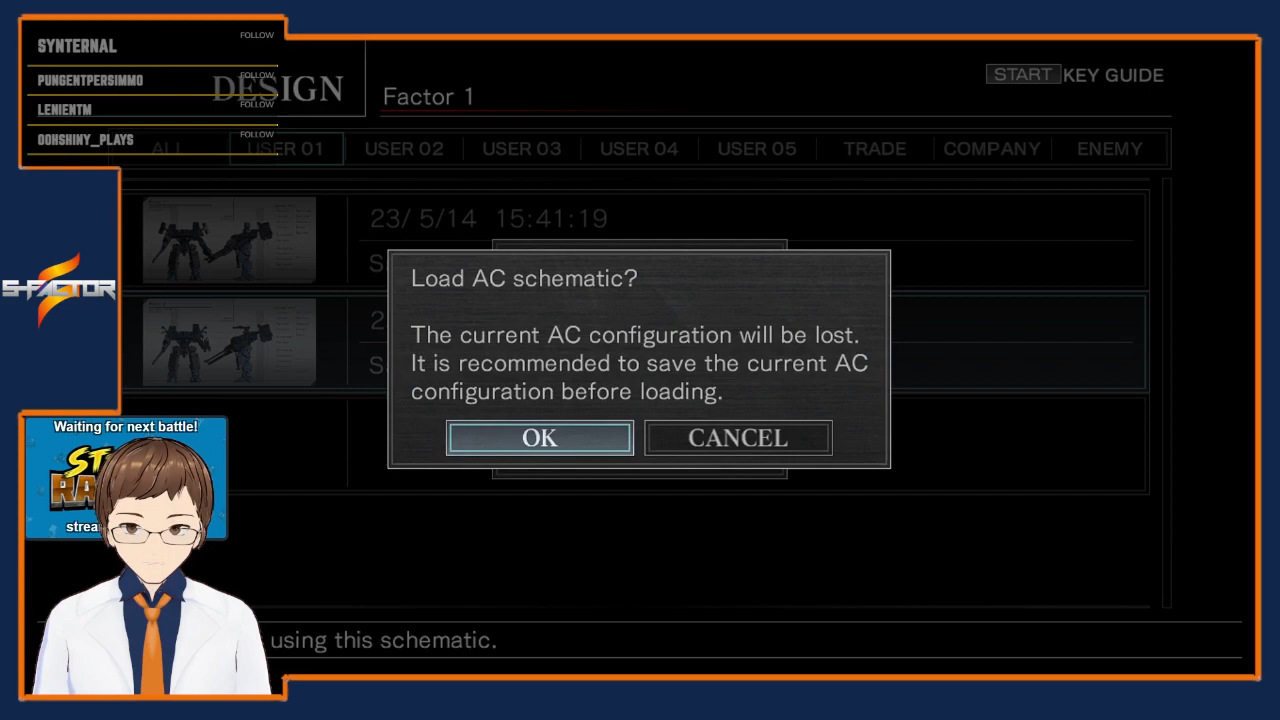 SYNTERNAL FOLLOW
PUNGENTPERSIMMO FOLLOW
LENIENTM FOLLOW
OOHSHINY_PLAYS FOLLOW
DESIGN
Factor 1
START KEY GUIDE
ALL USER 01 USER 02 USER 03 USER 04 USER 05 TRADE COMPANY ENEMY
23/ 5/14 15:41:19
S-FACTOR
Load AC schematic?
The current AC configuration will be lost.
It is recommended to save the current AC
configuration before loading.
OK CANCEL
Waiting for next battle!
using this schematic.